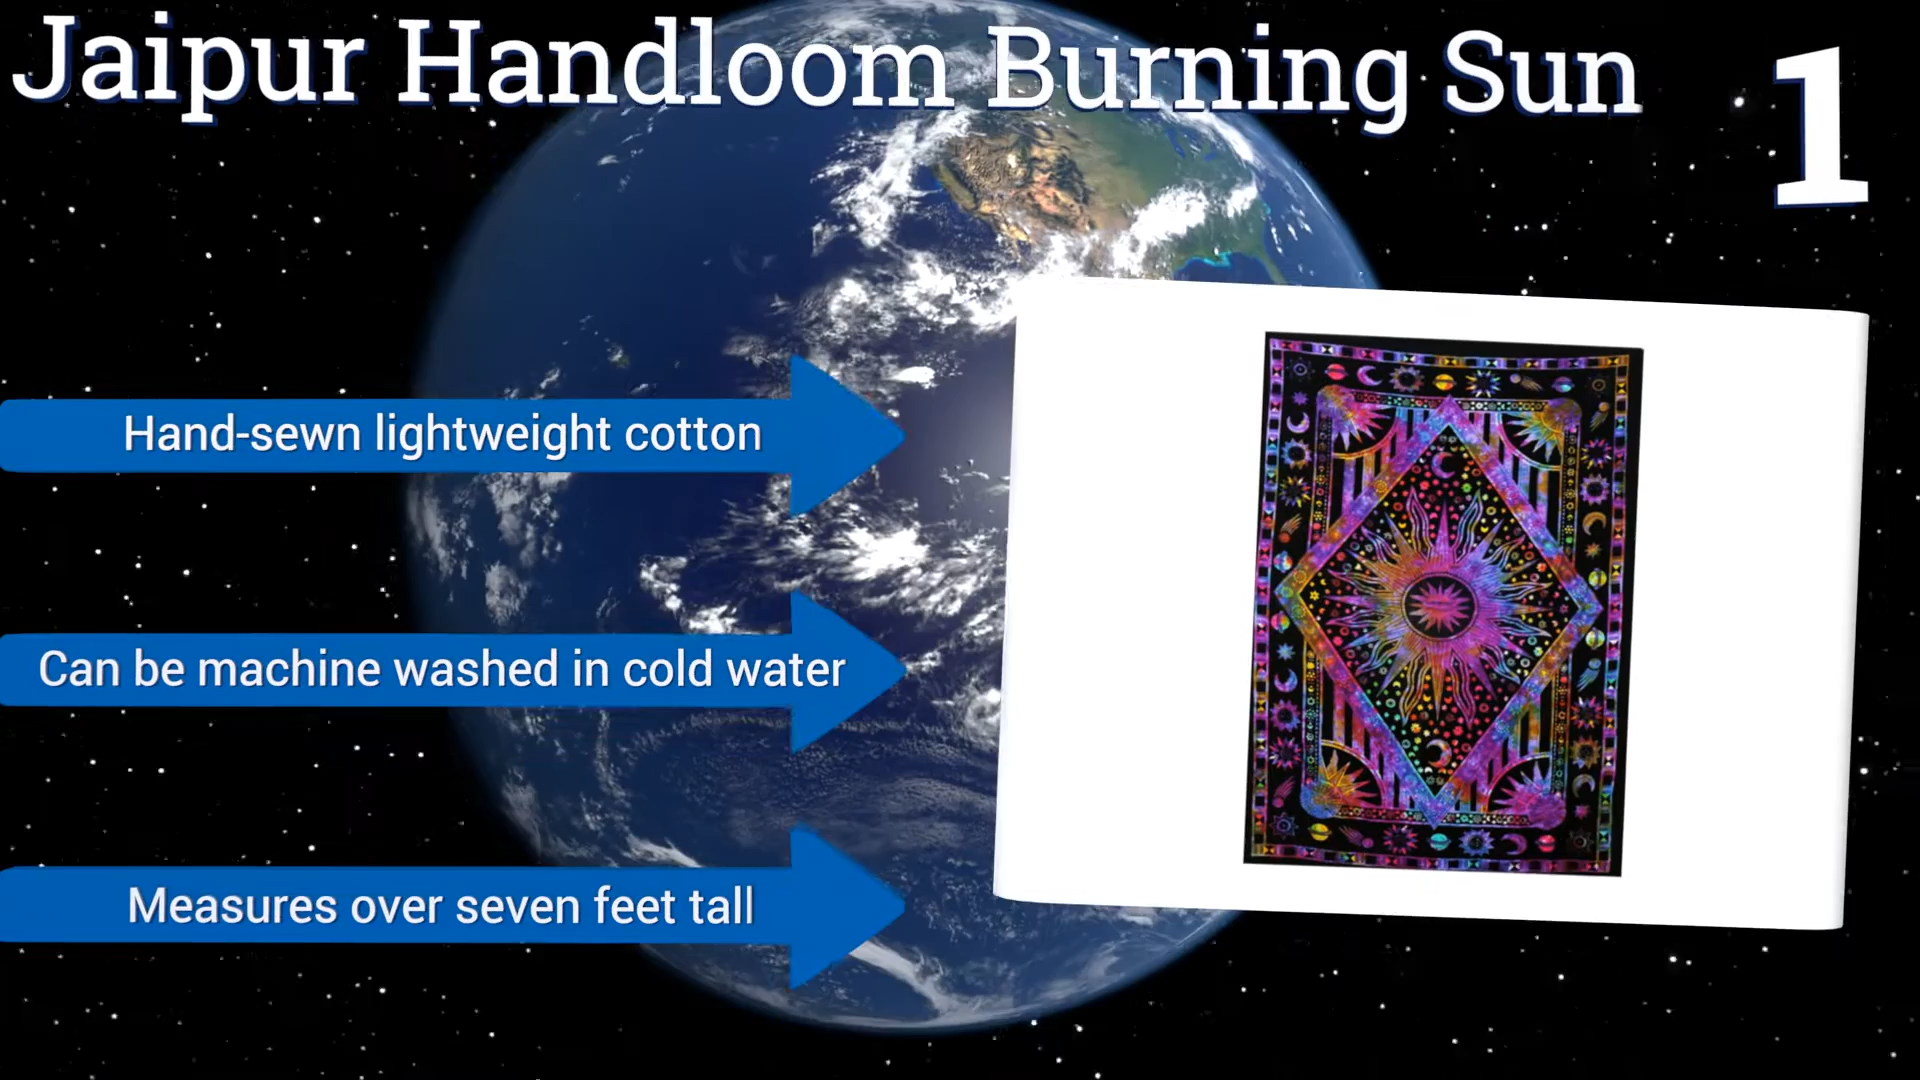 Jaipur Handloom Burning Sun
1
Hand-sewn lightweight cotton
Can be machine washed in cold water
Measures over seven feet tall